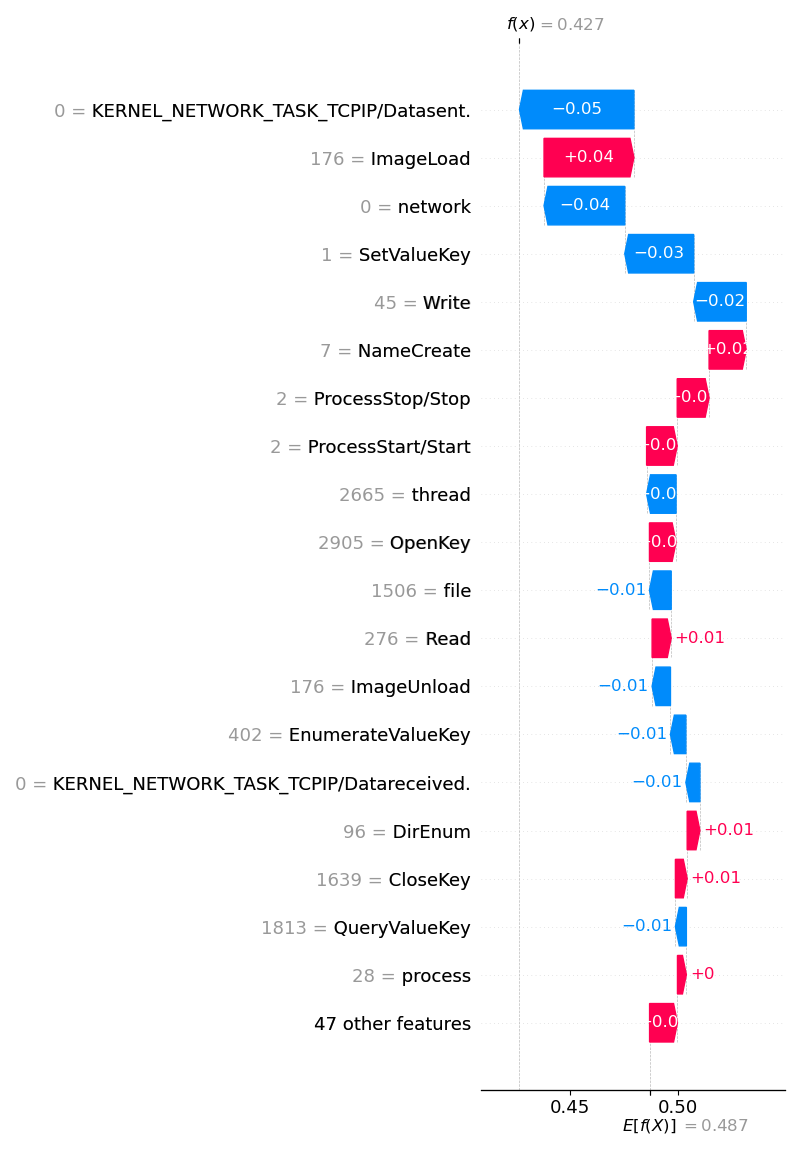 f(x) = 0.427
0 = KERNEL_NETWORK_TASK_TCPIP/Datasent.
−0.05
176 = ImageLoad
+0.04
0 = network
−0.04
1 = SetValueKey
−0.03
45 = Write
−0.02
7 = NameCreate
+0.02
2 = ProcessStop/Stop
2 = ProcessStart/Start
2665 = thread
2905 = OpenKey
1506 = file
−0.01
276 = Read
+0.01
176 = ImageUnload
−0.01
402 = EnumerateValueKey
−0.01
0 = KERNEL_NETWORK_TASK_TCPIP/Datareceived.
−0.01
96 = DirEnum
+0.01
1639 = CloseKey
+0.01
1813 = QueryValueKey
−0.01
28 = process
+0
47 other features
0.45 0.50
E[f(X)] = 0.487